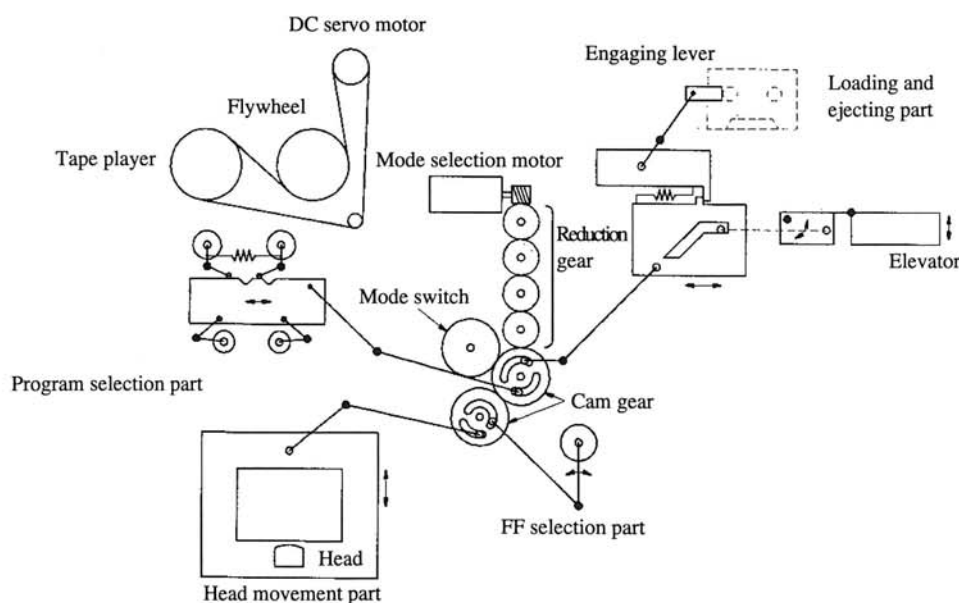 DC servo motor
Engaging lever
Loading and
ejecting part
Flywheel
Tape player
Mode selection motor
Reduction
gear
Elevator
Mode switch
Program selection part
Cam gear
FF selection part
Head
Head movement part